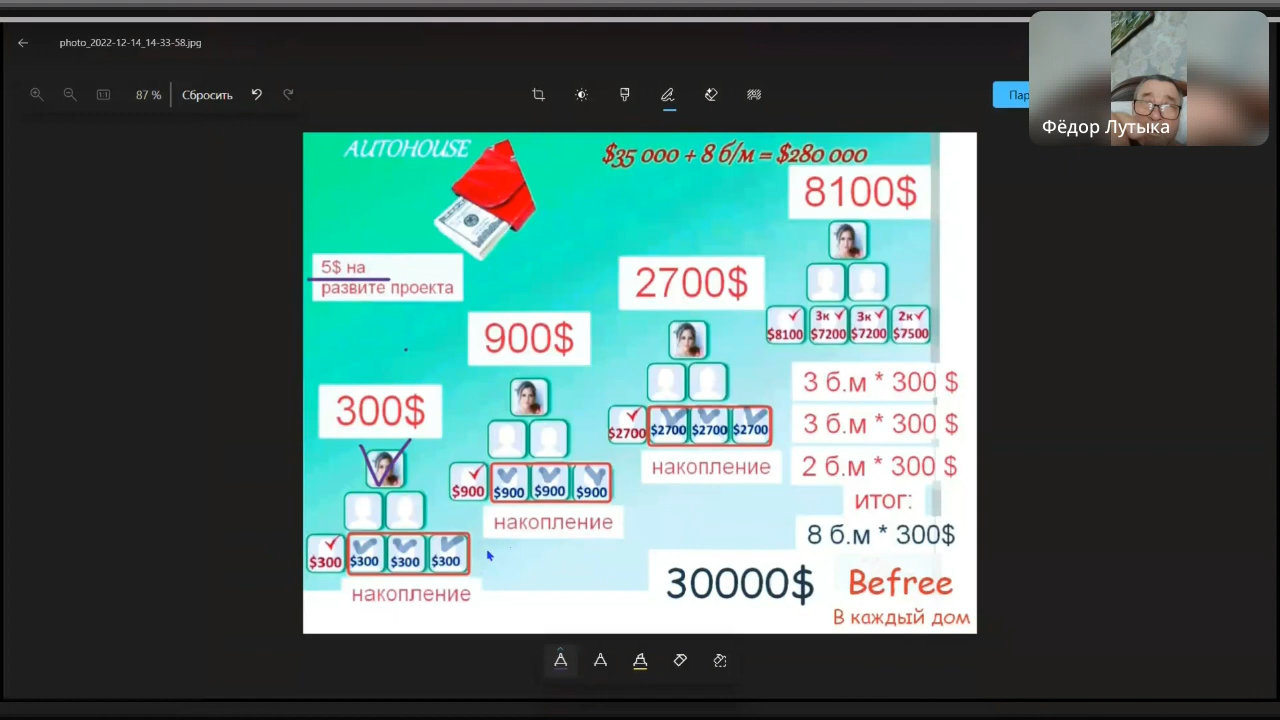 photo_2022-12-14_14-33-58.jpg
87 %
Сбросить
Пар
Фёдор Лутыка
AUTOHOUSE
$35 000 + 8 б/м = $280 000
8100$
5$ на
развите проекта
2700$
900$
$8100
3к $7200
3к $7200
2к $7500
300$
3 б.м * 300 $
3 б.м * 300 $
2 б.м * 300 $
$2700 $2700 $2700 $2700
накопление
$900 $900 $900 $900
накопление
итог:
8 б.м * 300$
$300 $300 $300 $300
накопление
30000$
Befree
В каждый дом